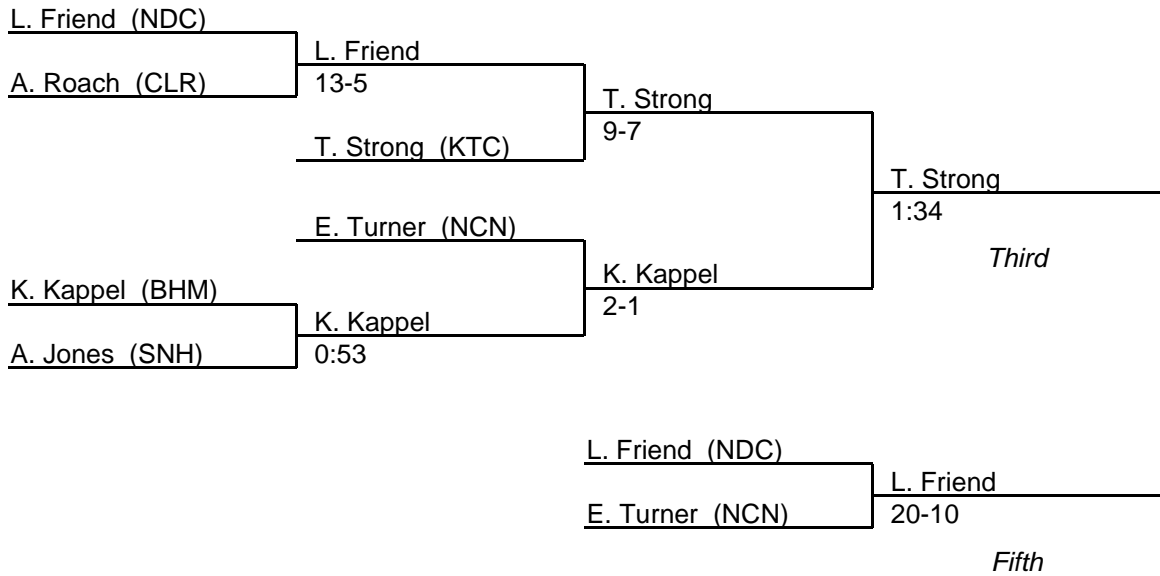 L. Friend (NDC)
L. Friend
A. Roach (CLR)
13-5
T. Strong
9-7
T. Strong (KTC)
T. Strong
1:34
E. Turner (NCN)
Third
K. Kappel
K. Kappel (BHM)
2-1
K. Kappel
A. Jones (SNH)
0:53
L. Friend (NDC)
L. Friend
E. Turner (NCN)
20-10
Fifth